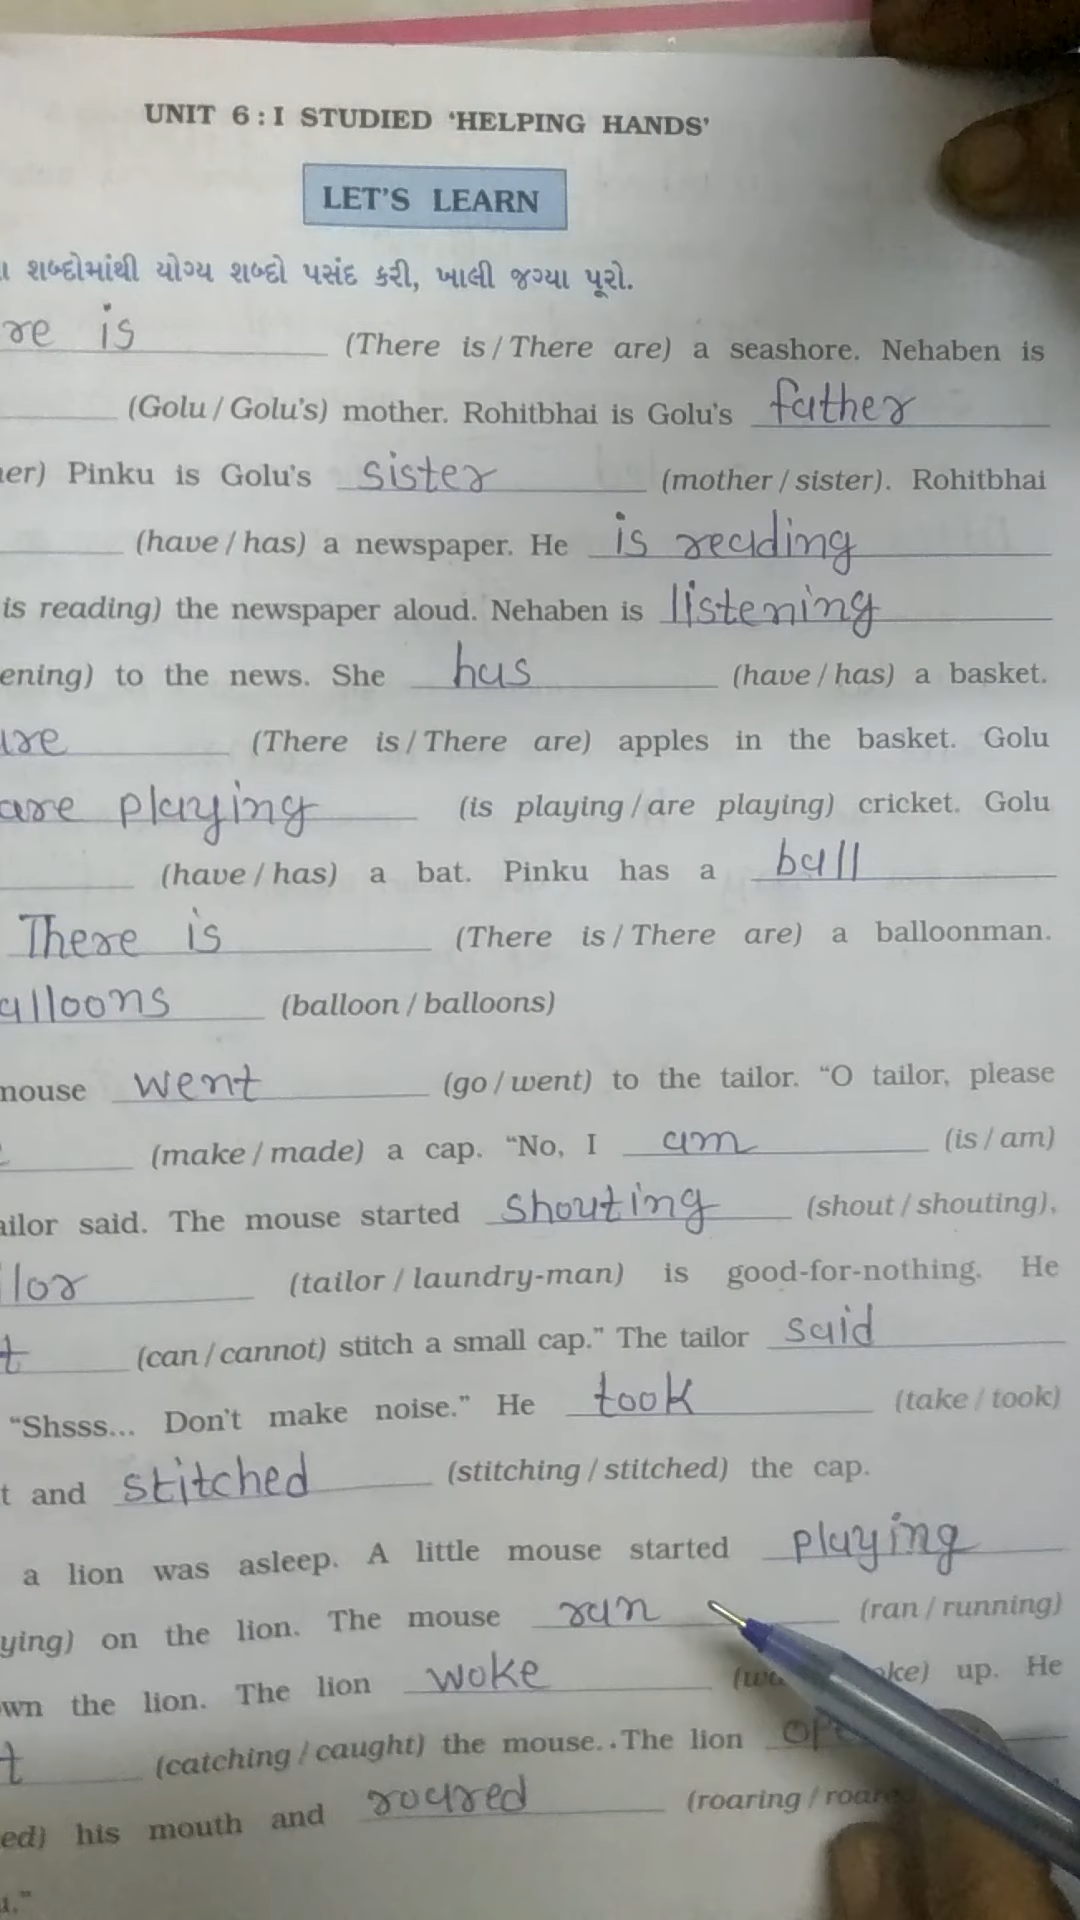 UNIT 6 : I STUDIED ‘HELPING HANDS’
LET’S LEARN
શબ્દોમાંથી યોગ્ય શબ્દો પસંદ કરી, ખાલી જગ્યા પૂરો.
re is (There is / There are) a seashore. Nehaben is
(Golu / Golu’s) mother. Rohitbhai is Golu’s father
er) Pinku is Golu’s sister (mother / sister). Rohitbhai
(have / has) a newspaper. He is reading
is reading) the newspaper aloud. Nehaben is listening
ening) to the news. She has (have / has) a basket.
are (There is / There are) apples in the basket. Golu
are playing (is playing / are playing) cricket. Golu
(have / has) a bat. Pinku has a ball
There is (There is / There are) a balloonman.
alloons (balloon / balloons)
mouse went (go / went) to the tailor. “O tailor, please
(make / made) a cap. “No, I am (is / am)
ailor said. The mouse started shouting (shout / shouting),
lor (tailor / laundry-man) is good-for-nothing. He
t (can / cannot) stitch a small cap.” The tailor said
“Shsss... Don’t make noise.” He took (take / took)
t and stitched (stitching / stitched) the cap.
a lion was asleep. A little mouse started playing
ying) on the lion. The mouse ran (ran / running)
wn the lion. The lion woke up. He
t (catching / caught) the mouse. The lion
ed) his mouth and roared (roaring /